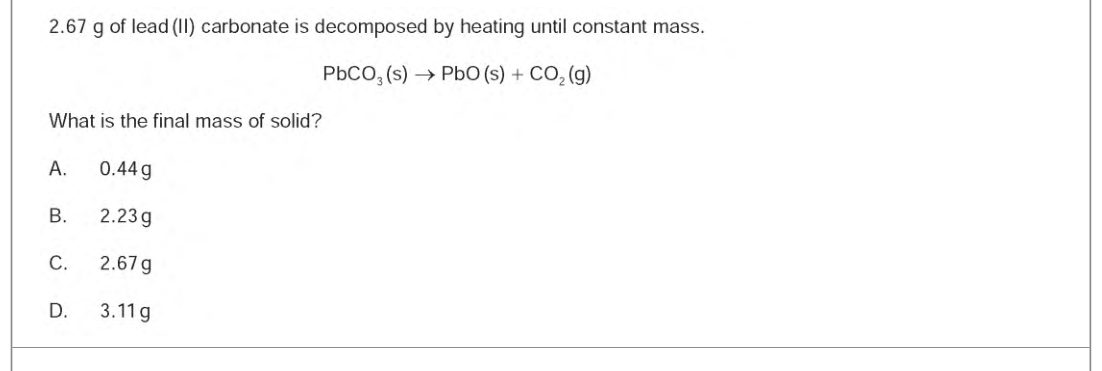 2.67 g of lead (II) carbonate is decomposed by heating until constant mass.
PbCO₃ (s) → PbO (s) + CO₂ (g)
What is the final mass of solid?
A. 0.44 g
B. 2.23 g
C. 2.67 g
D. 3.11 g